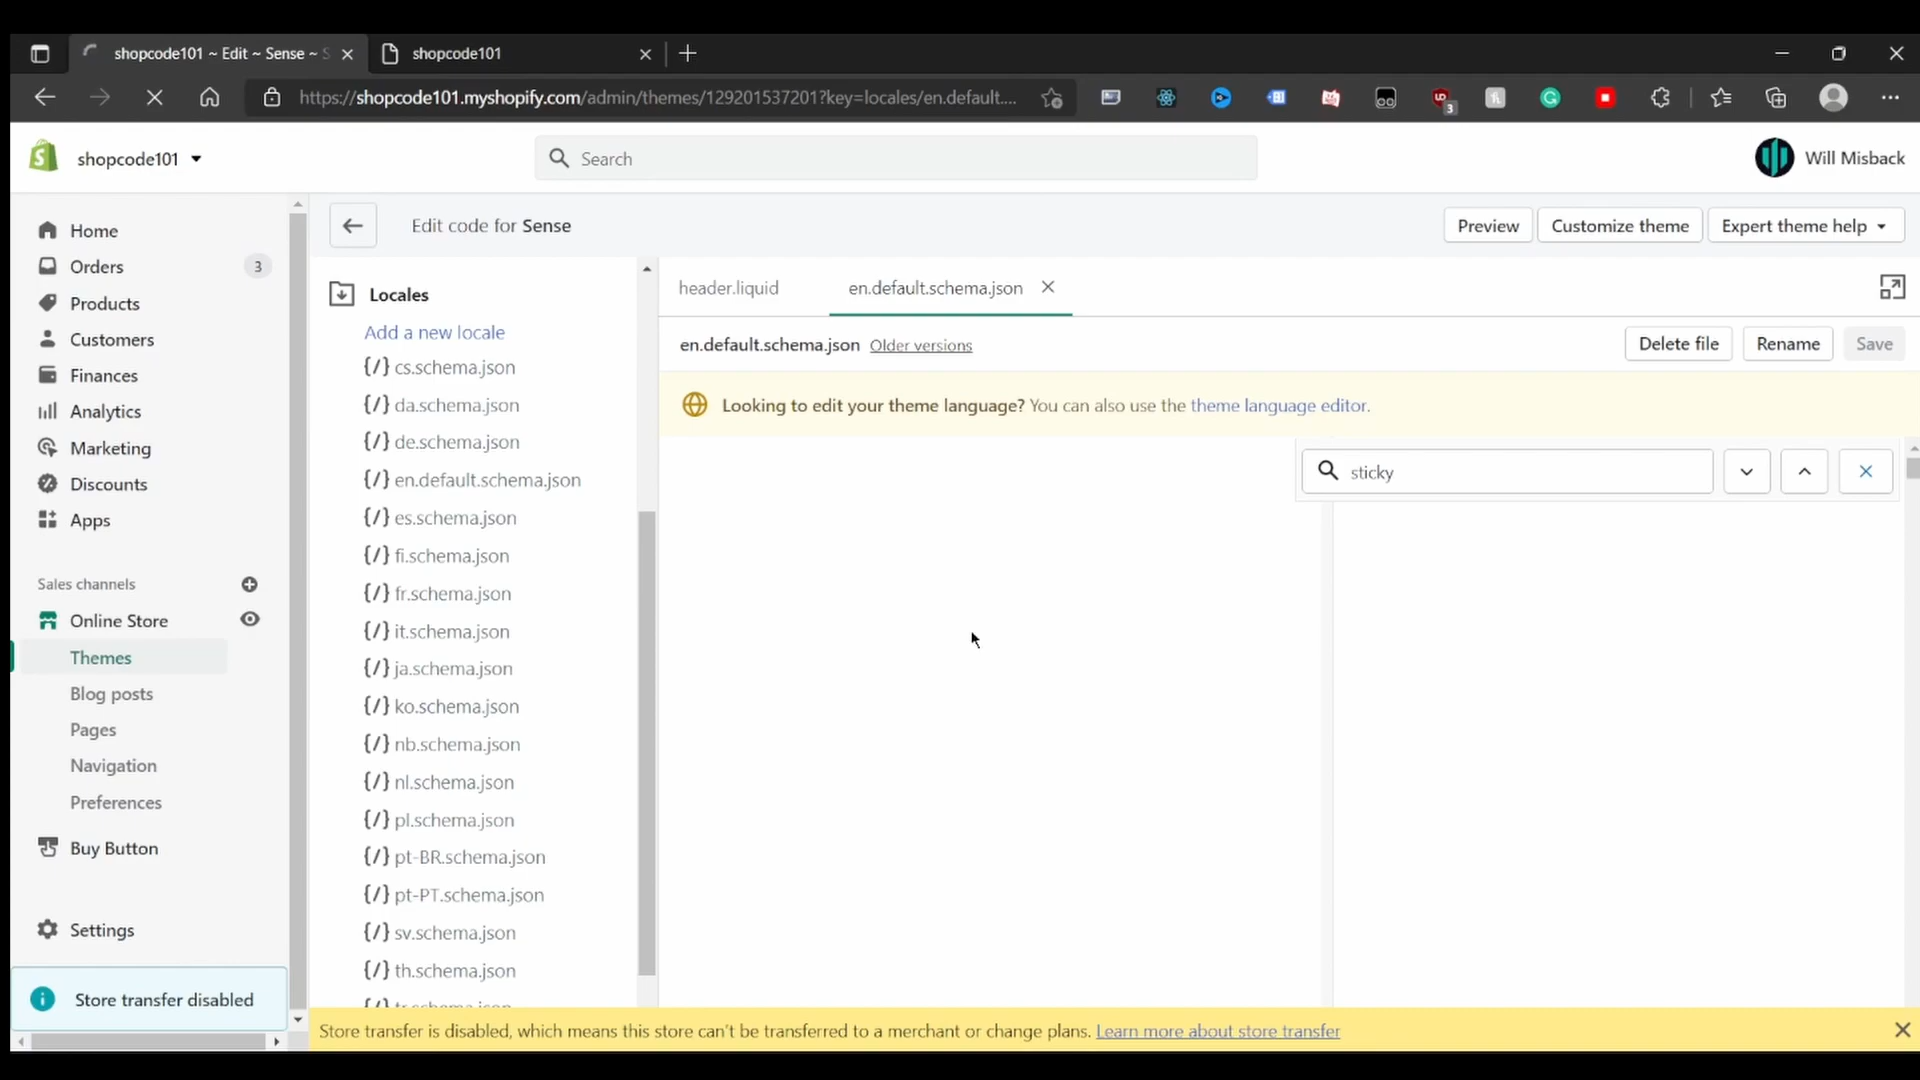 shopcode101 ~ Edit ~ Sense ~
shopcode101
https://shopcode101.myshopify.com/admin/themes/129201537201?key=locales/en.default....
3
shopcode101
Search
Will Misback
Home
Orders 3
Products
Customers
Finances
Analytics
Marketing
Discounts
Apps
Sales channels
Online Store
Themes
Blog posts
Pages
Navigation
Preferences
Buy Button
Settings
Store transfer disabled
Edit code for Sense
Preview
Customize theme
Expert theme help
Locales
Add a new locale
{/} cs.schema.json
{/} da.schema.json
{/} de.schema.json
{/} en.default.schema.json
{/} es.schema.json
{/} fi.schema.json
{/} fr.schema.json
{/} it.schema.json
{/} ja.schema.json
{/} ko.schema.json
{/} nb.schema.json
{/} nl.schema.json
{/} pl.schema.json
{/} pt-BR.schema.json
{/} pt-PT.schema.json
{/} sv.schema.json
{/} th.schema.json
{/} tr.schema.json
header.liquid
en.default.schema.json
en.default.schema.json Older versions
Delete file
Rename
Save
Looking to edit your theme language? You can also use the theme language editor.
sticky
Store transfer is disabled, which means this store can't be transferred to a merchant or change plans. Learn more about store transfer